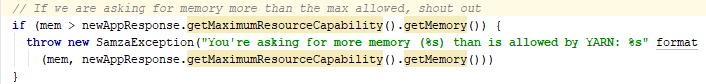 // If we are asking for memory more than the max allowed, shout out
if (mem > newAppResponse.getMaximumResourceCapability().getMemory()) {
throw new SamzaException("You're asking for more memory (%s) than is allowed by YARN: %s" format
(mem, newAppResponse.getMaximumResourceCapability().getMemory()))
}